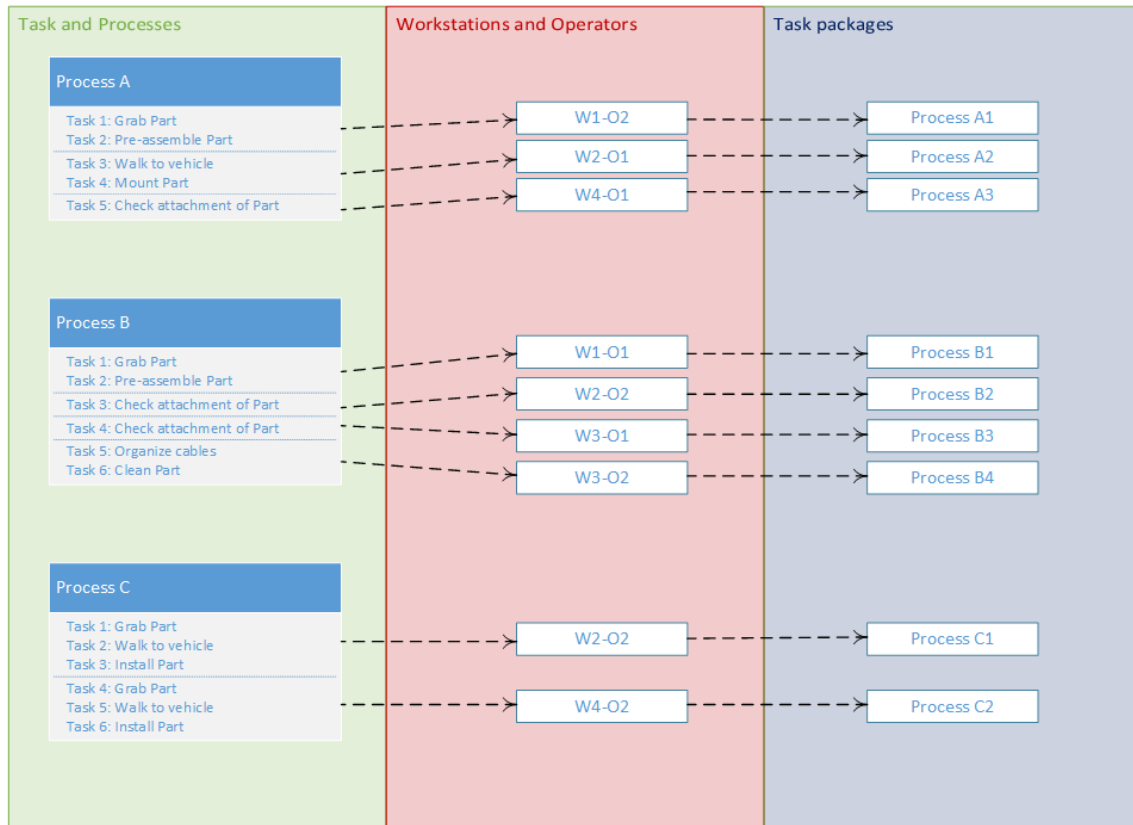 Task and Processes
Workstations and Operators
Task packages
Process A
Task 1: Grab Part
Task 2: Pre-assemble Part
Task 3: Walk to vehicle
Task 4: Mount Part
Task 5: Check attachment of Part
W1-O2
W2-O1
W4-O1
Process A1
Process A2
Process A3
Process B
Task 1: Grab Part
Task 2: Pre-assemble Part
Task 3: Check attachment of Part
Task 4: Check attachment of Part
Task 5: Organize cables
Task 6: Clean Part
W1-O1
W2-O2
W3-O1
W3-O2
Process B1
Process B2
Process B3
Process B4
Process C
Task 1: Grab Part
Task 2: Walk to vehicle
Task 3: Install Part
Task 4: Grab Part
Task 5: Walk to vehicle
Task 6: Install Part
W2-O2
W4-O2
Process C1
Process C2